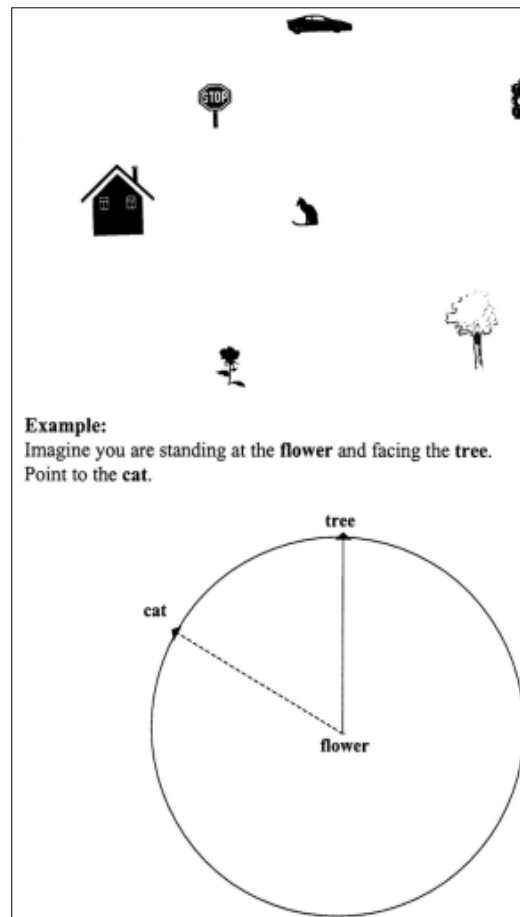 STOP
Example:
Imagine you are standing at the flower and facing the tree.
Point to the cat.
tree
cat
flower